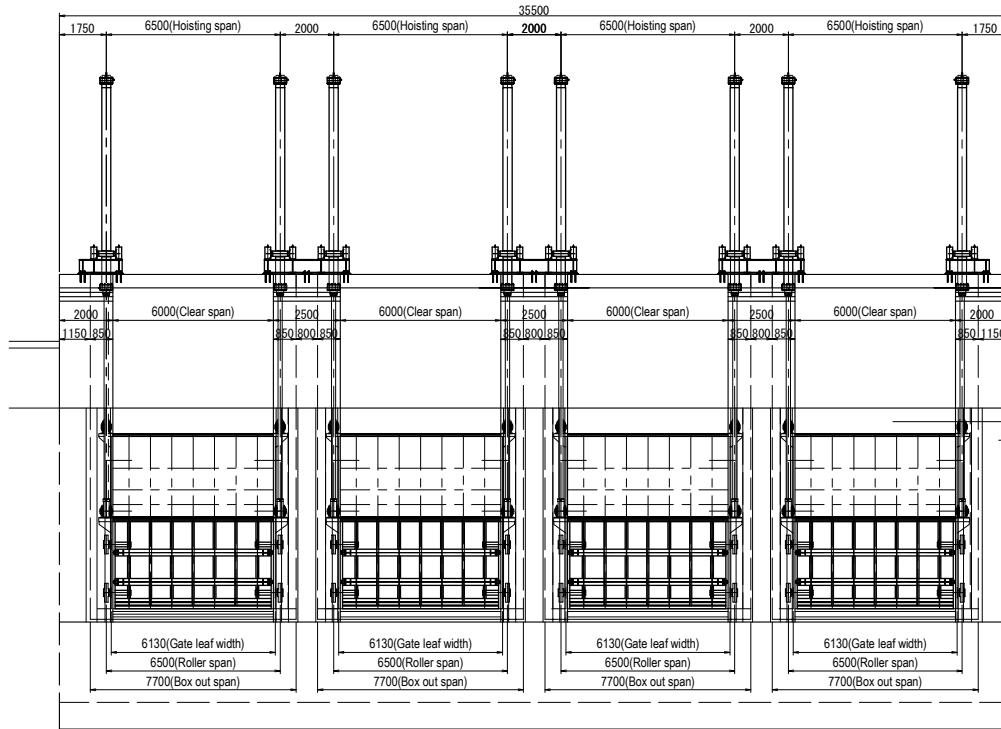 35500
1750 6500(Hoisting span) 2000 6500(Hoisting span) 2000 6500(Hoisting span) 2000 6500(Hoisting span) 1750
2000 6000(Clear span) 2500 6000(Clear span) 2500 6000(Clear span) 2500 6000(Clear span) 2000
1150 850 850 800 850 850 800 850 850 800 850 850 1150
6130(Gate leaf width) 6130(Gate leaf width) 6130(Gate leaf width) 6130(Gate leaf width)
6500(Roller span) 6500(Roller span) 6500(Roller span) 6500(Roller span)
7700(Box out span) 7700(Box out span) 7700(Box out span) 7700(Box out span)